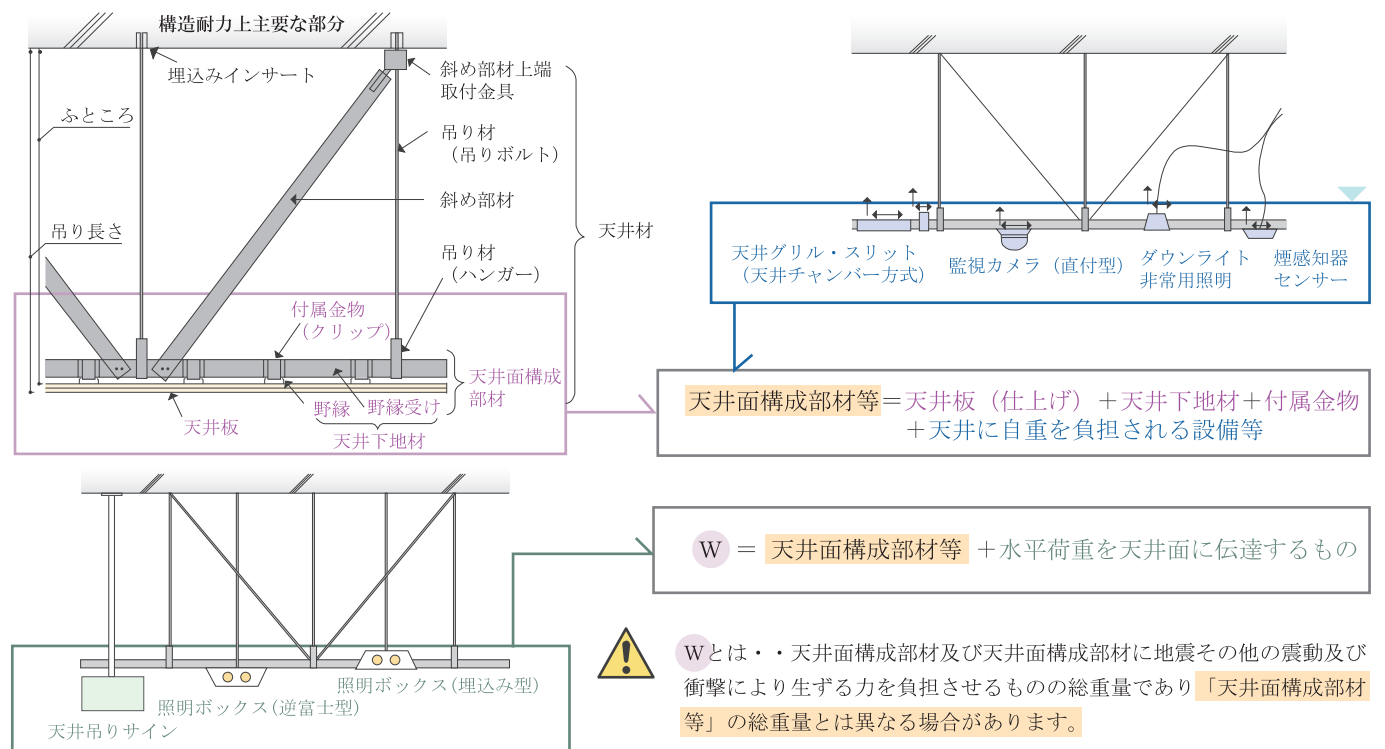 構造耐力上主要な部分
埋込みインサート
斜め部材上端
取付金具
ふところ
吊り材
（吊りボルト）
斜め部材
天井材
吊り長さ
吊り材
（ハンガー）
付属金物
（クリップ）
天井面構成
部材
野縁
野縁受け
天井板
天井下地材
天井グリル・スリット
（天井チャンバー方式）
監視カメラ（直付型）
ダウンライト
非常用照明
煙感知器
センサー
天井面構成部材等＝天井板（仕上げ）＋天井下地材＋付属金物
＋天井に自重を負担される設備等
W ＝ 天井面構成部材等 ＋水平荷重を天井面に伝達するもの
照明ボックス（埋込み型）
照明ボックス（逆富士型）
天井吊りサイン
Wとは・・天井面構成部材及び天井面構成部材に地震その他の震動及び
衝撃により生ずる力を負担させるものの総重量であり「天井面構成部材
等」の総重量とは異なる場合があります。